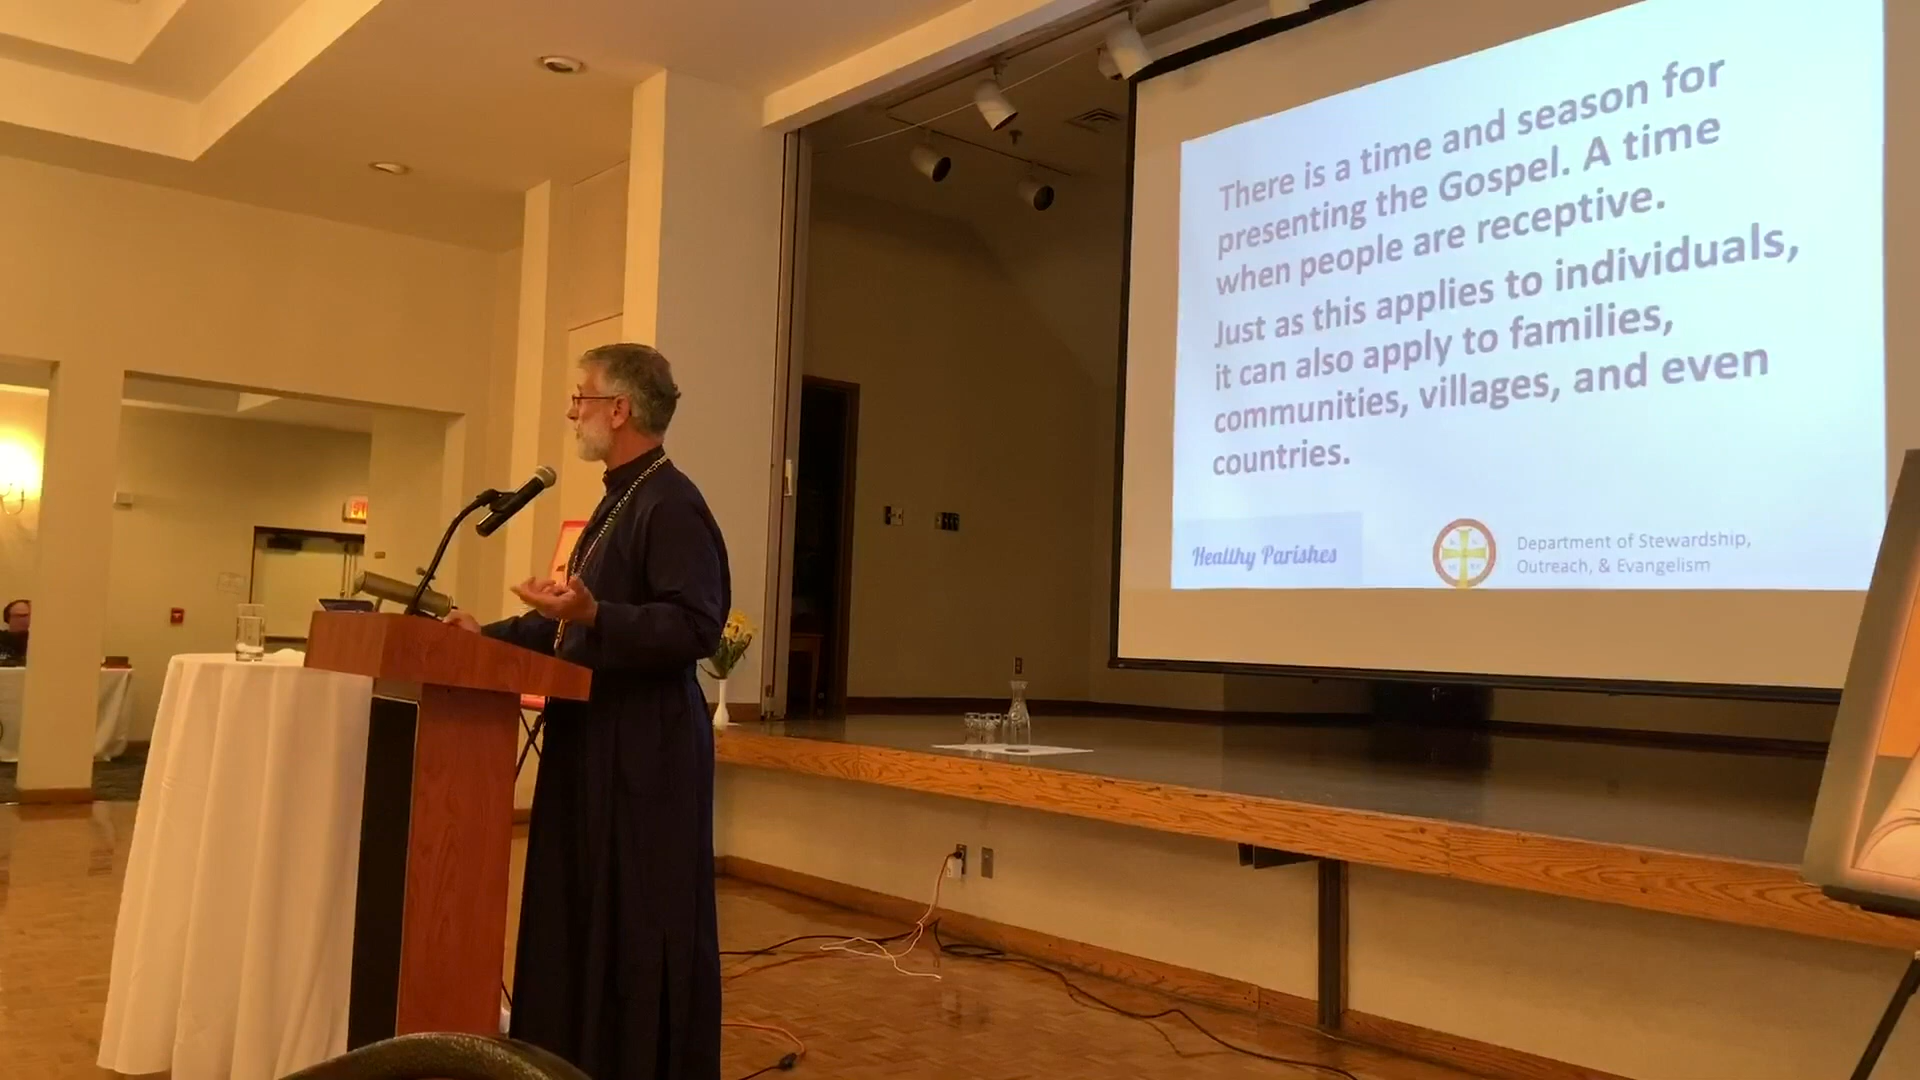 There is a time and season for
presenting the Gospel. A time
when people are receptive.
Just as this applies to individuals,
it can also apply to families,
communities, villages, and even
countries.
Healthy Parishes
Department of Stewardship,
Outreach, & Evangelism